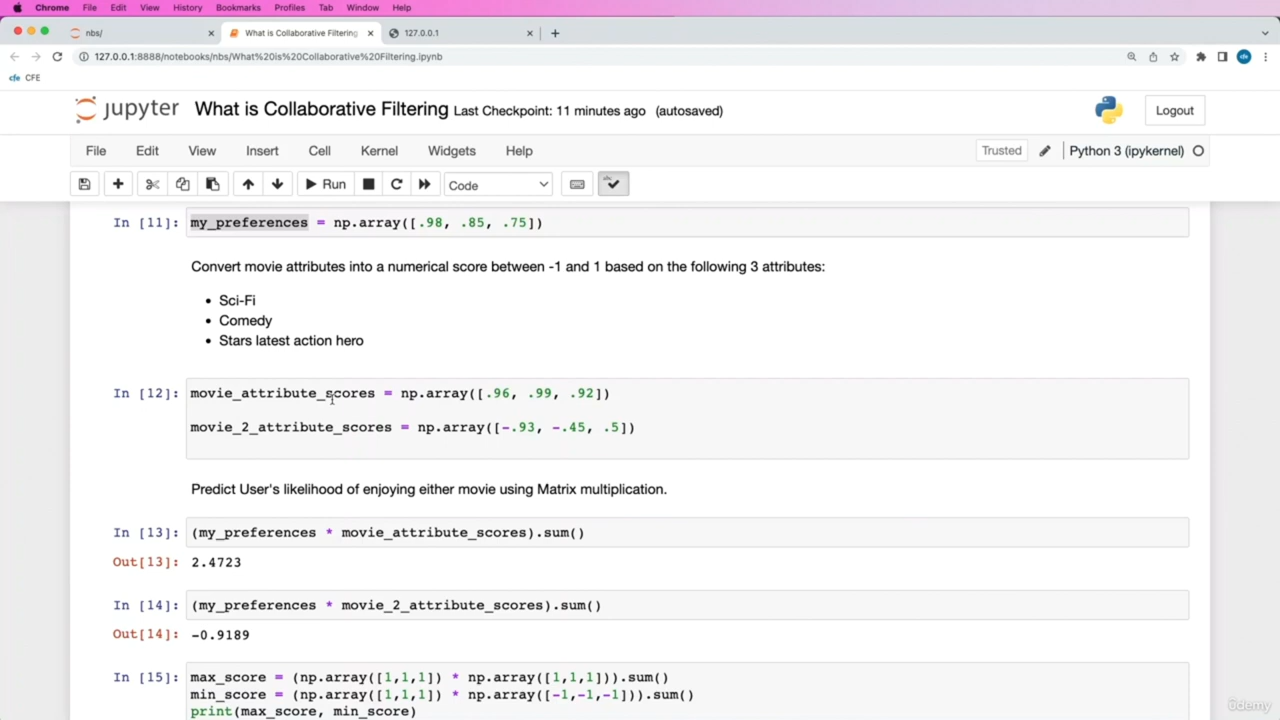 Chrome File Edit View History Bookmarks Profiles Tab Window Help
nbs/ What is Collaborative Filtering 127.0.0.1
127.0.0.1:8888/notebooks/nbs/What%20is%20Collaborative%20Filtering.ipynb
cfe CFE
jupyter What is Collaborative Filtering Last Checkpoint: 11 minutes ago (autosaved) Logout
File Edit View Insert Cell Kernel Widgets Help Trusted Python 3 (ipykernel)
Run Code
In [11]: my_preferences = np.array([.98, .85, .75])
Convert movie attributes into a numerical score between -1 and 1 based on the following 3 attributes:
• Sci-Fi
• Comedy
• Stars latest action hero
In [12]: movie_attribute_scores = np.array([.96, .99, .92])
movie_2_attribute_scores = np.array([-.93, -.45, .5])
Predict User's likelihood of enjoying either movie using Matrix multiplication.
In [13]: (my_preferences * movie_attribute_scores).sum()
Out[13]: 2.4723
In [14]: (my_preferences * movie_2_attribute_scores).sum()
Out[14]: -0.9189
In [15]: max_score = (np.array([1,1,1]) * np.array([1,1,1])).sum()
min_score = (np.array([1,1,1]) * np.array([-1,-1,-1])).sum()
print(max_score, min_score)
ûdemy